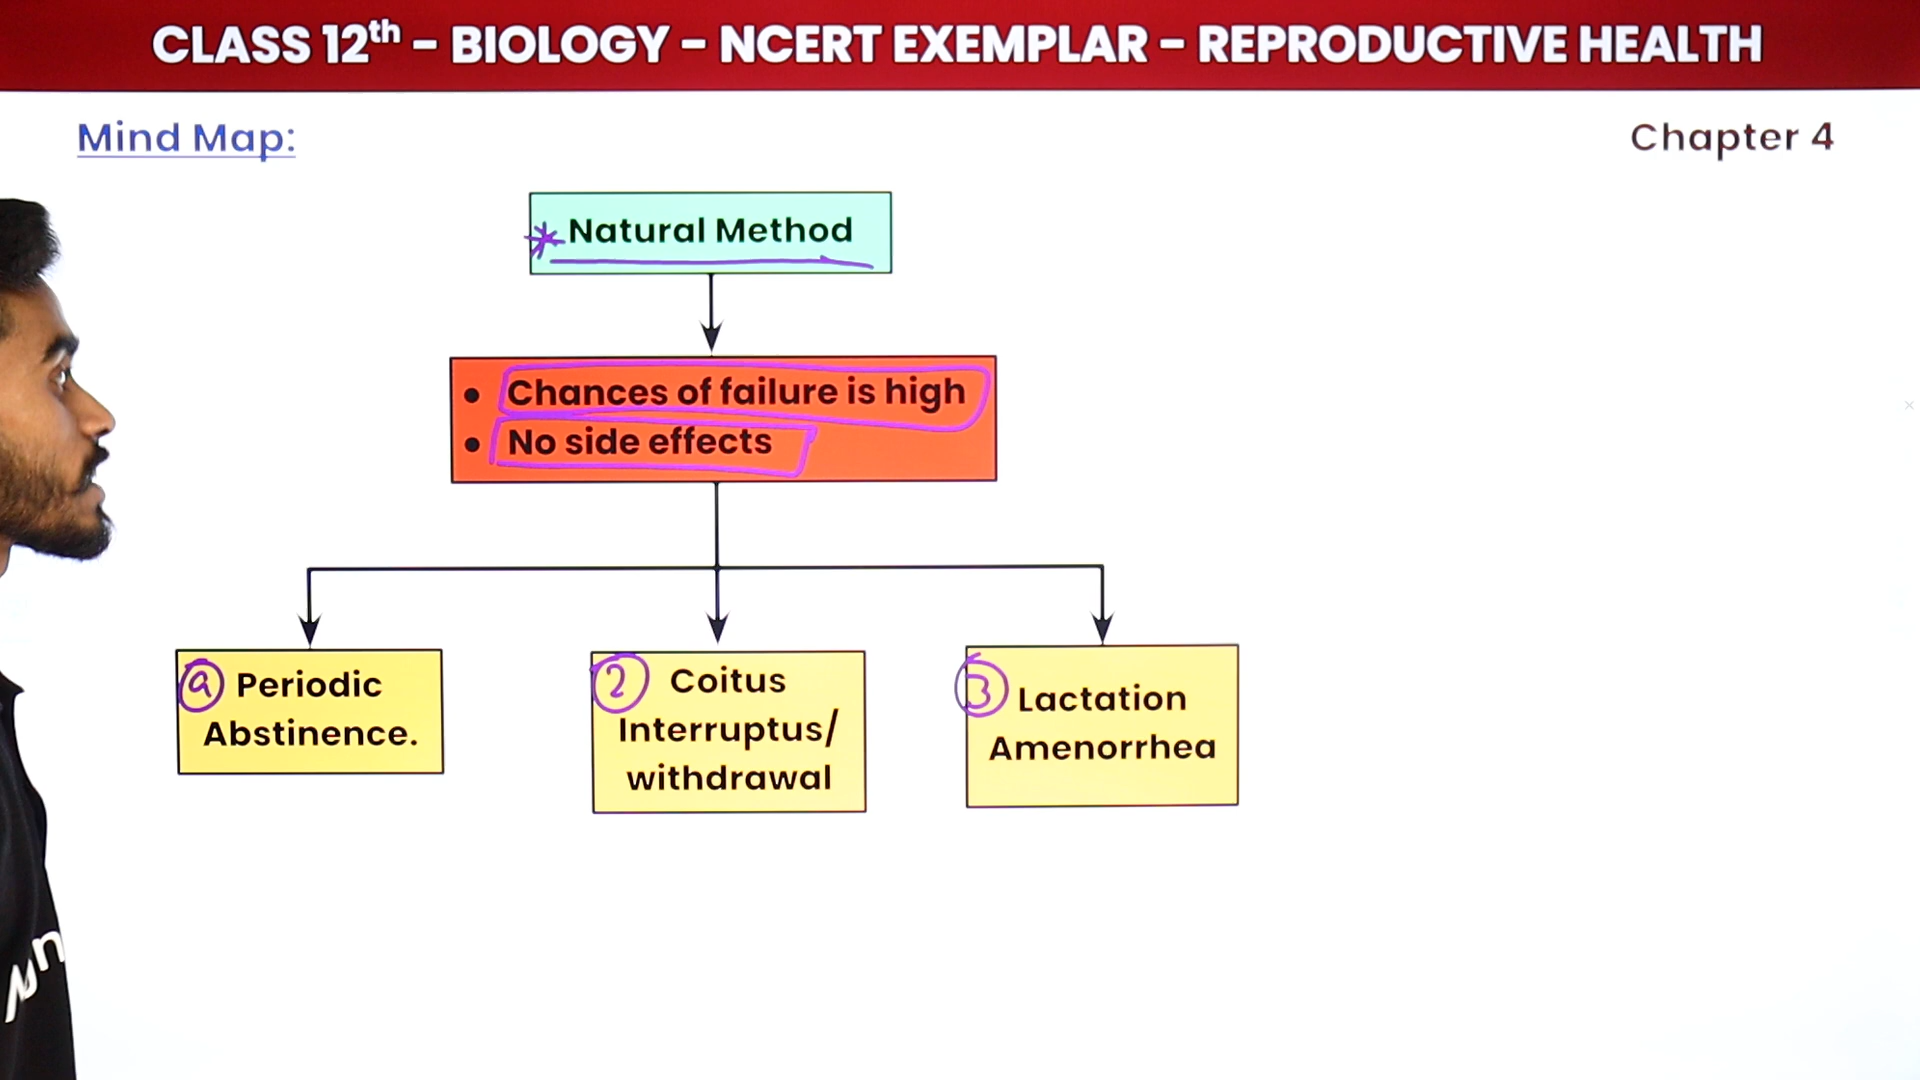 CLASS 12th – BIOLOGY – NCERT EXEMPLAR – REPRODUCTIVE HEALTH
Mind Map:
Chapter 4
* Natural Method
• Chances of failure is high
• No side effects
a Periodic
Abstinence.
2 Coitus
Interruptus/
withdrawal
3 Lactation
Amenorrhea